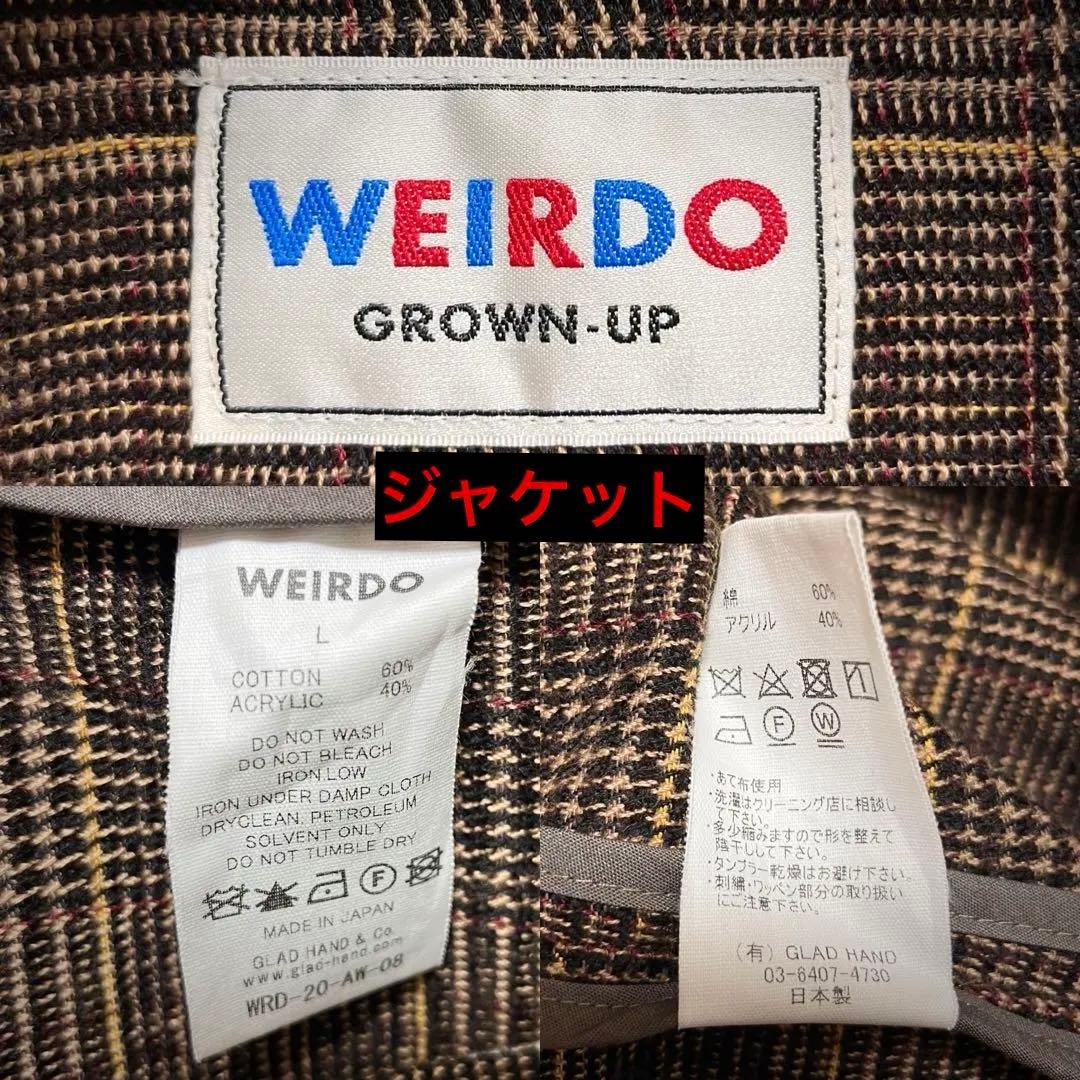 WEIRDO
GROWN-UP
ジャケット
WEIRDO
L
COTTON 60%
ACRYLIC 40%
DO NOT WASH
DO NOT BLEACH
IRON.LOW
IRON UNDER DAMP CLOTH
DRYCLEAN. PETROLEUM
SOLVENT ONLY
DO NOT TUMBLE DRY
F
MADE IN JAPAN
GLAD HAND & Co.
www.glad-hand.com
WRD-20-AW-08
綿 60%
アクリル 40%
F W
・あて布使用
・洗濯はクリーニング店に相談し
て下さい。
・多少縮みますので形を整えて
陰干しして下さい。
・タンブラー乾燥はお避け下さい。
・刺繍・ワッペン部分の取り扱い
にご注意下さい。
(有) GLAD HAND
03-6407-4730
日本製